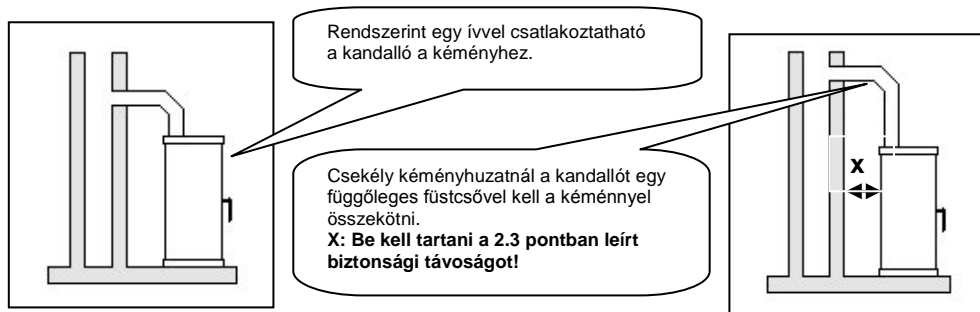 Rendszerint egy ívvel csatlakoztatható
a kandalló a kéményhez.
Csekély kéményhuzatnál a kandallót egy
függőleges füstcsővel kell a kéménnyel
összekötni.
X: Be kell tartani a 2.3 pontban leírt
biztonsági távoságot!
X